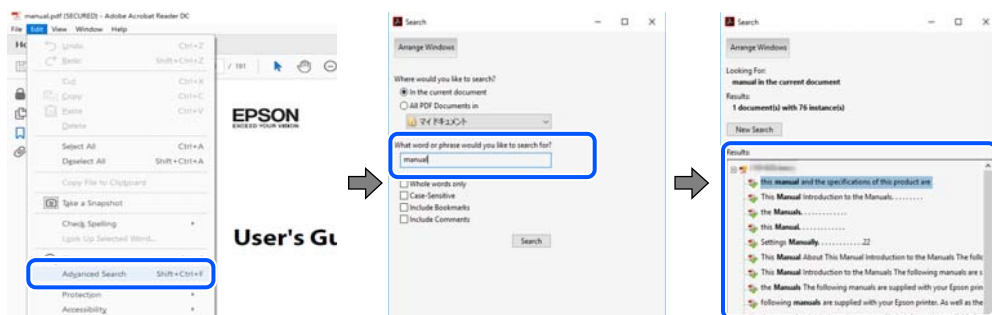 manual.pdf (SECURED) - Adobe Acrobat Reader DC
File Edit View Window Help
Undo Ctrl+Z
Redo Shift+Ctrl+Z
Cut Ctrl+X
Copy Ctrl+C
Paste Ctrl+V
Delete
Select All Ctrl+A
Deselect All Shift+Ctrl+A
Copy File to Clipboard
Take a Snapshot
Check Spelling
Look Up Selected Word...
Advanced Search Shift+Ctrl+F
Protection
Accessibility
/ 191
EPSON
EXCEED YOUR VISION
User's Gu
Search
Arrange Windows
Where would you like to search?
In the current document
All PDF Documents in
マイ ドキュメント
What word or phrase would you like to search for?
manual
Whole words only
Case-Sensitive
Include Bookmarks
Include Comments
Search
Search
Arrange Windows
Looking For:
manual in the current document
Results:
1 document(s) with 76 instance(s)
New Search
Results:
this manual and the specifications of this product are
This Manual Introduction to the Manuals. . . . . . . . .
the Manuals. . . . . . . . . . . . .
this Manual. . . . . . . . . . . . .
Settings Manually. . . . . . . . . . . . .22
This Manual About This Manual Introduction to the Manuals The follo
This Manual Introduction to the Manuals The following manuals are s
the Manuals The following manuals are supplied with your Epson prin
following manuals are supplied with your Epson printer. As well as the